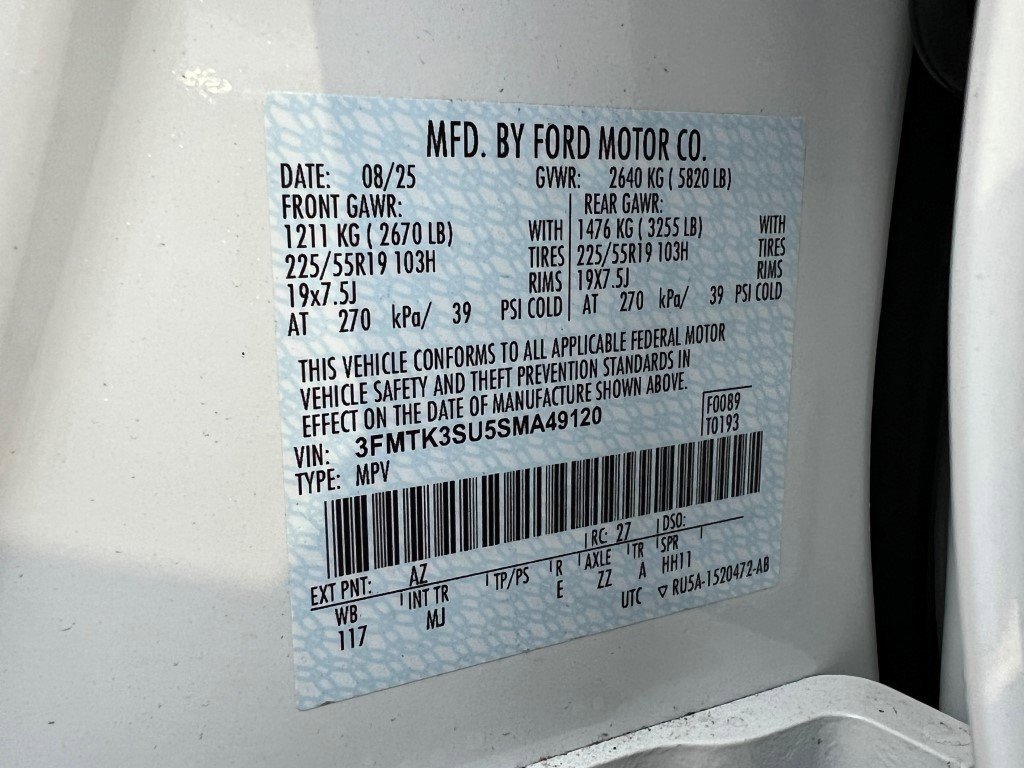 MFD. BY FORD MOTOR CO.
DATE: 08/25 GVWR: 2640 KG ( 5820 LB)
FRONT GAWR: REAR GAWR:
1211 KG ( 2670 LB) WITH 1476 KG ( 3255 LB) WITH
225/55R19 103H TIRES 225/55R19 103H TIRES
19x7.5J RIMS 19X7.5J RIMS
AT 270 kPa/ 39 PSI COLD AT 270 kPa/ 39 PSI COLD
THIS VEHICLE CONFORMS TO ALL APPLICABLE FEDERAL MOTOR
VEHICLE SAFETY AND THEFT PREVENTION STANDARDS IN
EFFECT ON THE DATE OF MANUFACTURE SHOWN ABOVE.
VIN: 3FMTK3SU5SMA49120 F0089
TYPE: MPV T0193
EXT PNT: AZ RC: 27 DSO:
WB INT TR TP/PS R AXLE TR SPR
117 MJ E ZZ A HH11
UTC ▽ RU5A-1520472-AB